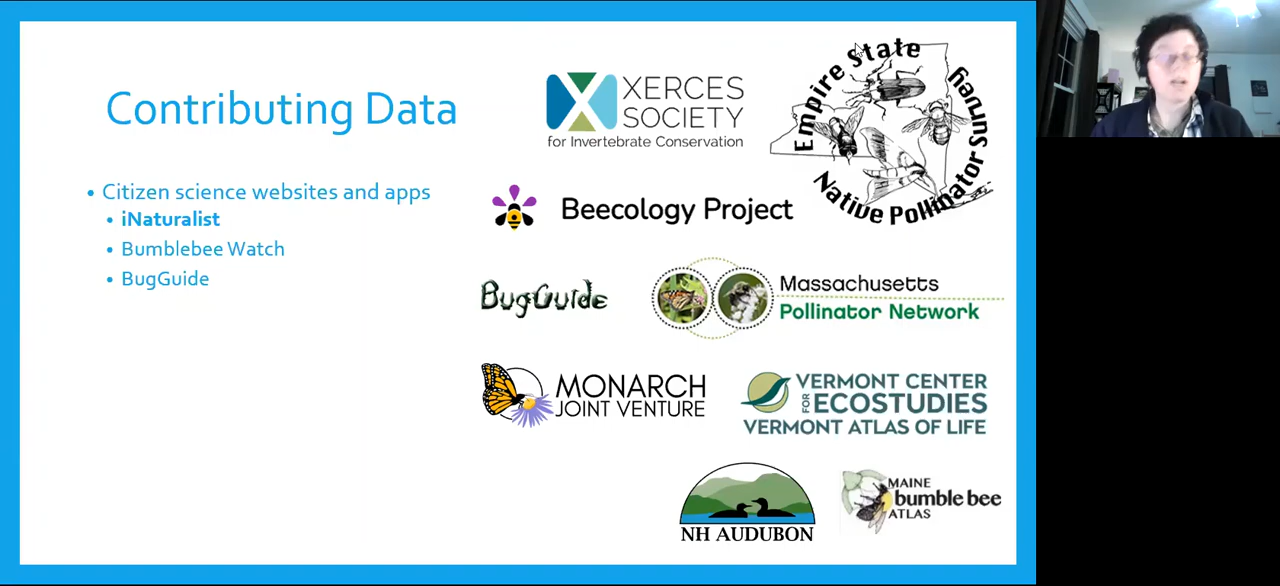 Contributing Data
• Citizen science websites and apps
• iNaturalist
• Bumblebee Watch
• BugGuide
XERCES
SOCIETY
for Invertebrate Conservation
Empire State
Native Pollinator Survey
Beecology Project
BugGuide
Massachusetts
Pollinator Network
MONARCH
JOINT VENTURE
VERMONT CENTER
FOR ECOSTUDIES
VERMONT ATLAS OF LIFE
NH AUDUBON
MAINE
bumble bee
ATLAS